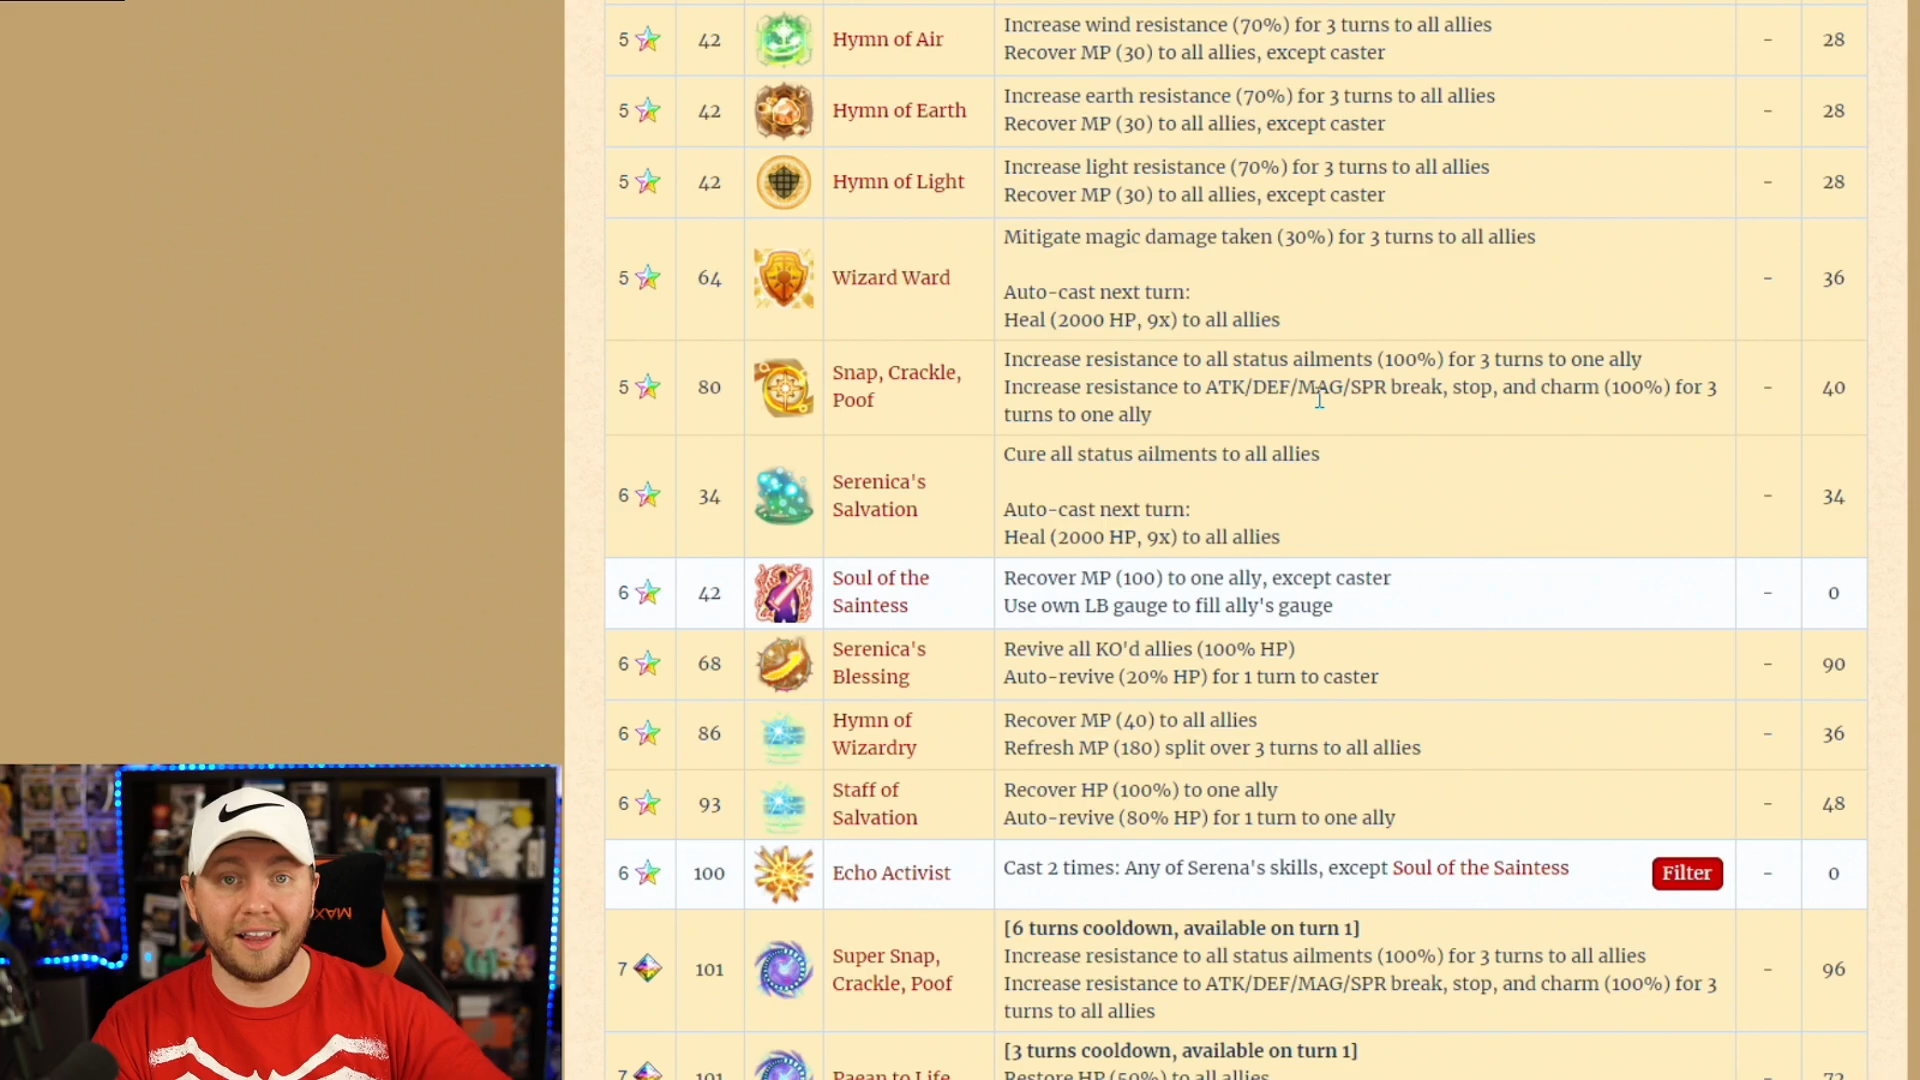 5 42 Hymn of Air Increase wind resistance (70%) for 3 turns to all allies - 28
Recover MP (30) to all allies, except caster
5 42 Hymn of Earth Increase earth resistance (70%) for 3 turns to all allies - 28
Recover MP (30) to all allies, except caster
5 42 Hymn of Light Increase light resistance (70%) for 3 turns to all allies - 28
Recover MP (30) to all allies, except caster
5 64 Wizard Ward Mitigate magic damage taken (30%) for 3 turns to all allies - 36
Auto-cast next turn:
Heal (2000 HP, 9x) to all allies
5 80 Snap, Crackle, Increase resistance to all status ailments (100%) for 3 turns to one ally - 40
Poof Increase resistance to ATK/DEF/MAG/SPR break, stop, and charm (100%) for 3
turns to one ally
6 34 Serenica's Cure all status ailments to all allies - 34
Salvation Auto-cast next turn:
Heal (2000 HP, 9x) to all allies
6 42 Soul of the Recover MP (100) to one ally, except caster - 0
Saintess Use own LB gauge to fill ally's gauge
6 68 Serenica's Revive all KO'd allies (100% HP) - 90
Blessing Auto-revive (20% HP) for 1 turn to caster
6 86 Hymn of Recover MP (40) to all allies - 36
Wizardry Refresh MP (180) split over 3 turns to all allies
6 93 Staff of Recover HP (100%) to one ally - 48
Salvation Auto-revive (80% HP) for 1 turn to one ally
6 100 Echo Activist Cast 2 times: Any of Serena's skills, except Soul of the Saintess Filter - 0
[6 turns cooldown, available on turn 1]
7 101 Super Snap, Increase resistance to all status ailments (100%) for 3 turns to all allies - 96
Crackle, Poof Increase resistance to ATK/DEF/MAG/SPR break, stop, and charm (100%) for 3
turns to all allies
[3 turns cooldown, available on turn 1]
7 101 Paean to Life Restore HP (50%) to all allies - 72
MAX